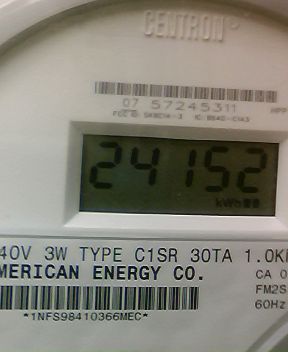 CENTRON
07 57245311
24152
kWh
40V 3W TYPE C1SR 30TA 1.0K
MERICAN ENERGY CO.
CA 0
FM2S
60Hz
*1NFS98410366MEC*